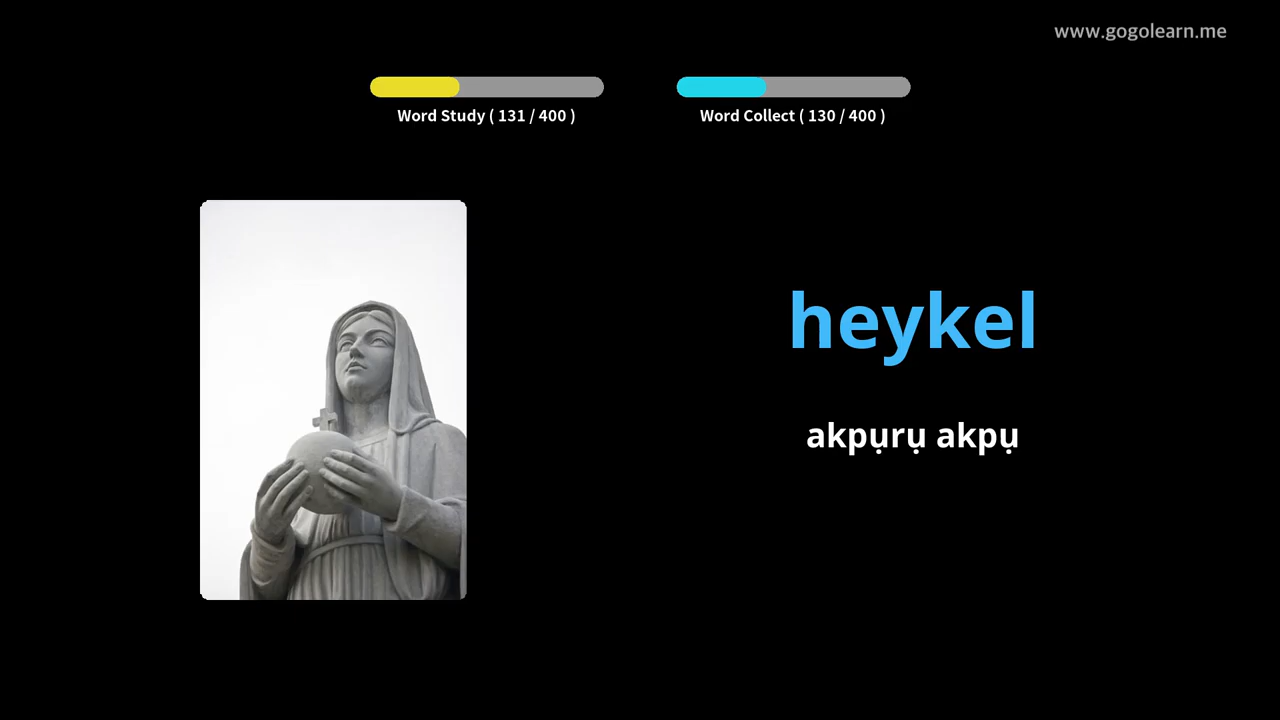 www.gogolearn.me
Word Study ( 131 / 400 )
Word Collect ( 130 / 400 )
heykel
akpụrụ akpụ